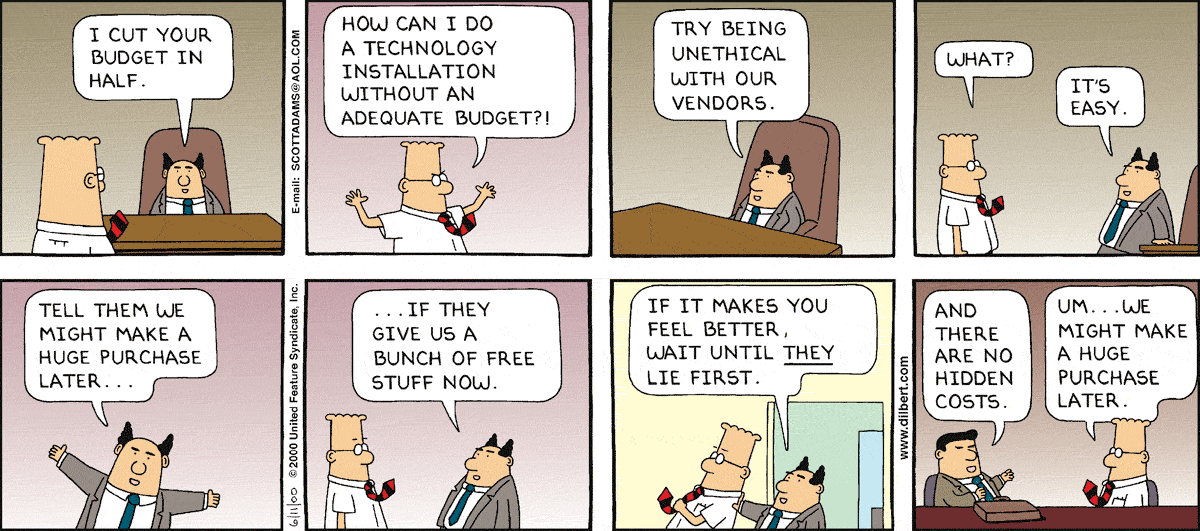 I CUT YOUR
BUDGET IN
HALF.
E-mail: SCOTTADAMS@AOL.COM
HOW CAN I DO
A TECHNOLOGY
INSTALLATION
WITHOUT AN
ADEQUATE BUDGET?!
TRY BEING
UNETHICAL
WITH OUR
VENDORS.
WHAT?
IT'S
EASY.
TELL THEM WE
MIGHT MAKE A
HUGE PURCHASE
LATER...
6/11/00 © 2000 United Feature Syndicate, Inc.
...IF THEY
GIVE US A
BUNCH OF FREE
STUFF NOW.
IF IT MAKES YOU
FEEL BETTER,
WAIT UNTIL THEY
LIE FIRST.
www.dilbert.com
AND
THERE
ARE NO
HIDDEN
COSTS.
UM...WE
MIGHT MAKE
A HUGE
PURCHASE
LATER.